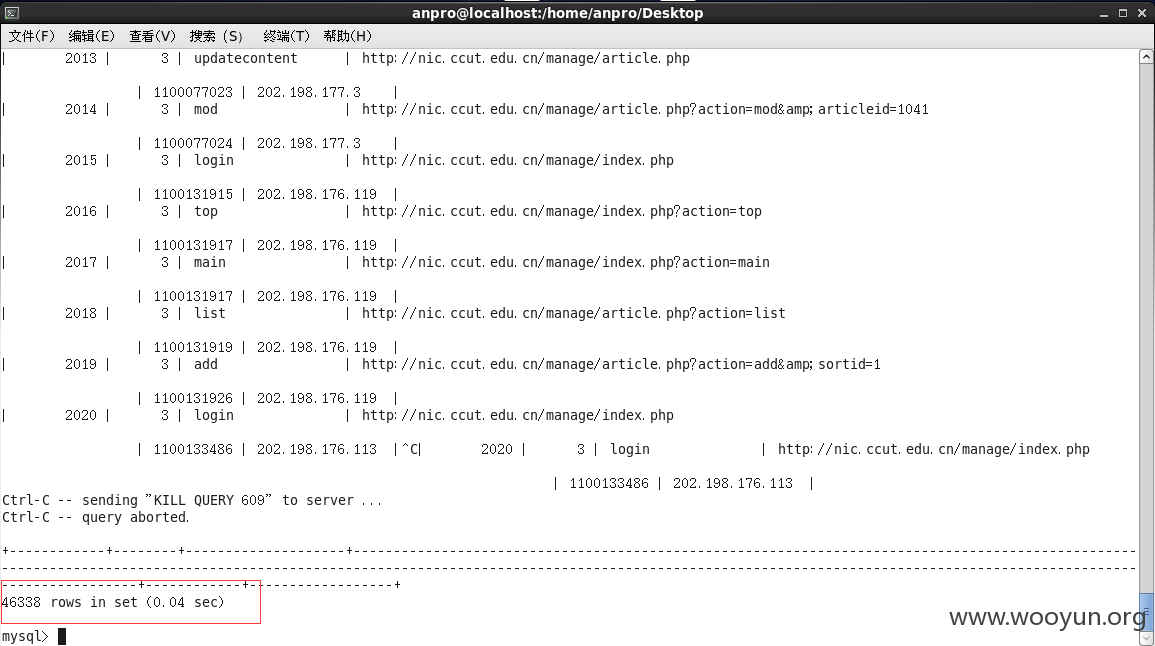 anpro@localhost:/home/anpro/Desktop
文件(F) 编辑(E) 查看(V) 搜索 (S) 终端(T) 帮助(H)
| 2013 | 3 | updatecontent | http://nic.ccut.edu.cn/manage/article.php
| 1100077023 | 202.198.177.3 |
| 2014 | 3 | mod | http://nic.ccut.edu.cn/manage/article.php?action=mod&amp;articleid=1041
| 1100077024 | 202.198.177.3 |
| 2015 | 3 | login | http://nic.ccut.edu.cn/manage/index.php
| 1100131915 | 202.198.176.119 |
| 2016 | 3 | top | http://nic.ccut.edu.cn/manage/index.php?action=top
| 1100131917 | 202.198.176.119 |
| 2017 | 3 | main | http://nic.ccut.edu.cn/manage/index.php?action=main
| 1100131917 | 202.198.176.119 |
| 2018 | 3 | list | http://nic.ccut.edu.cn/manage/article.php?action=list
| 1100131919 | 202.198.176.119 |
| 2019 | 3 | add | http://nic.ccut.edu.cn/manage/article.php?action=add&amp;sortid=1
| 1100131926 | 202.198.176.119 |
| 2020 | 3 | login | http://nic.ccut.edu.cn/manage/index.php
| 1100133486 | 202.198.176.113 |^C| 2020 | 3 | login | http://nic.ccut.edu.cn/manage/index.php
| 1100133486 | 202.198.176.113 |
Ctrl-C -- sending "KILL QUERY 609" to server ...
Ctrl-C -- query aborted.
+------------+--------+--------------------+--------------------------------------------------------------------------------------------------
----------------------------------------------------------------------------------------------------------------------------------------------
-----------------+------------+-----------------+
46338 rows in set (0.04 sec)
www.wooyun.org
mysql>